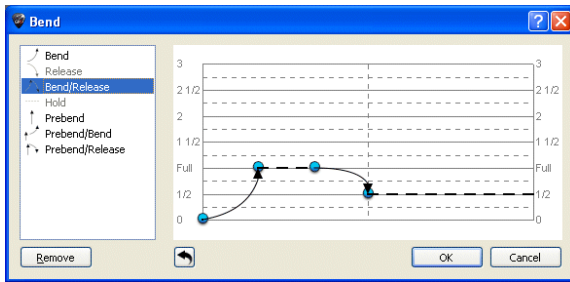 Bend
Bend
Release
Bend/Release
Hold
Prebend
Prebend/Bend
Prebend/Release
3
2 1/2
2
1 1/2
Full
1/2
0
3
2 1/2
2
1 1/2
Full
1/2
0
Remove
OK
Cancel